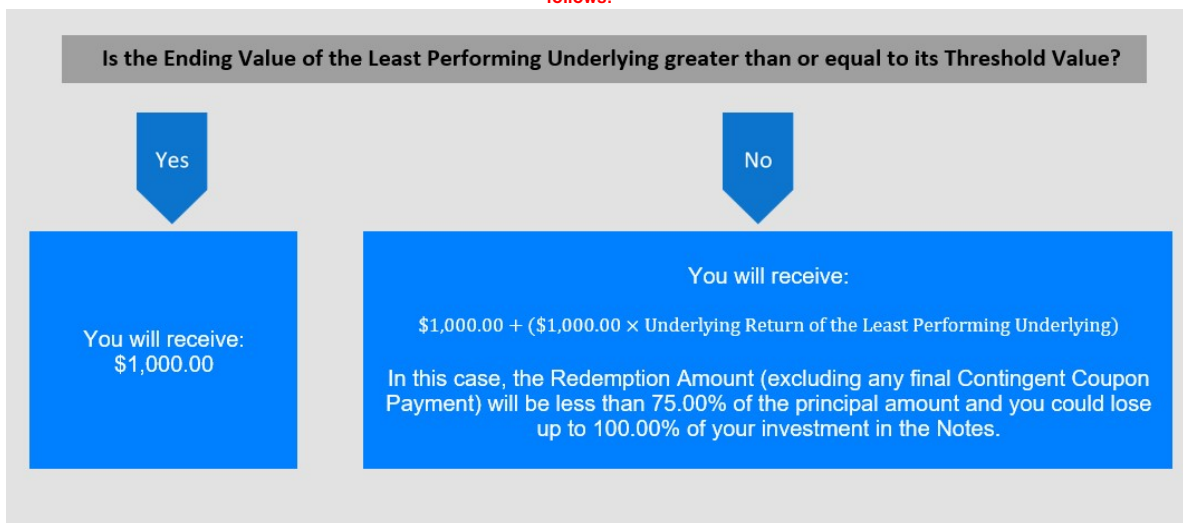 follows:
Is the Ending Value of the Least Performing Underlying greater than or equal to its Threshold Value?
Yes
No
You will receive:
$1,000.00
You will receive:
$1,000.00 + ($1,000.00 × Underlying Return of the Least Performing Underlying)
In this case, the Redemption Amount (excluding any final Contingent Coupon
Payment) will be less than 75.00% of the principal amount and you could lose
up to 100.00% of your investment in the Notes.